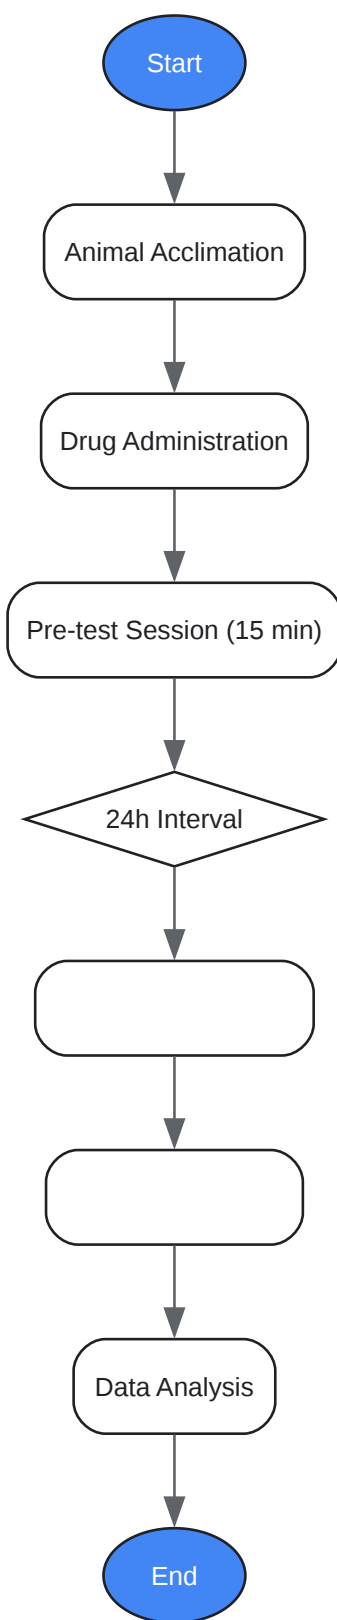 Start
Animal Acclimation
Drug Administration
Pre-test Session (15 min)
24h Interval
Data Analysis
End